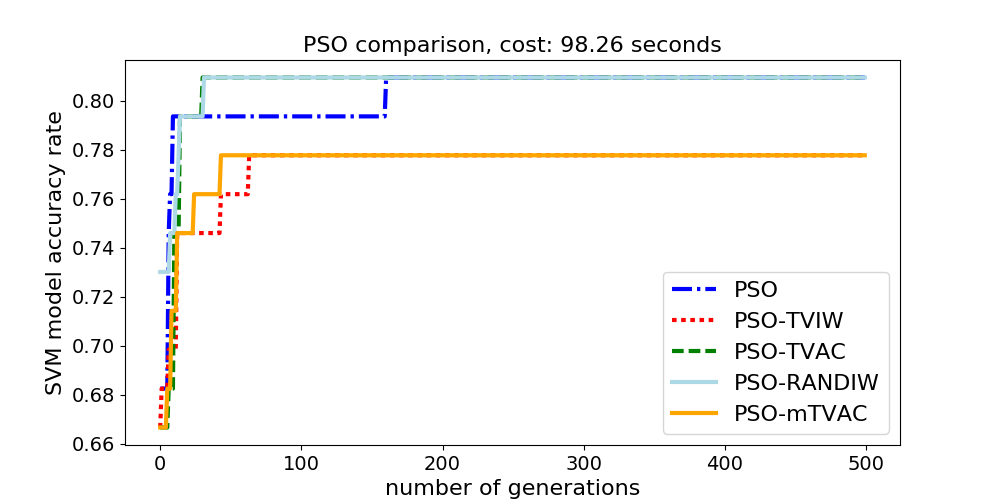 PSO comparison, cost: 98.26 seconds
SVM model accuracy rate
0.80
0.78
0.76
0.74
0.72
0.70
0.68
0.66
PSO
PSO-TVIW
PSO-TVAC
PSO-RANDIW
PSO-mTVAC
0 100 200 300 400 500
number of generations